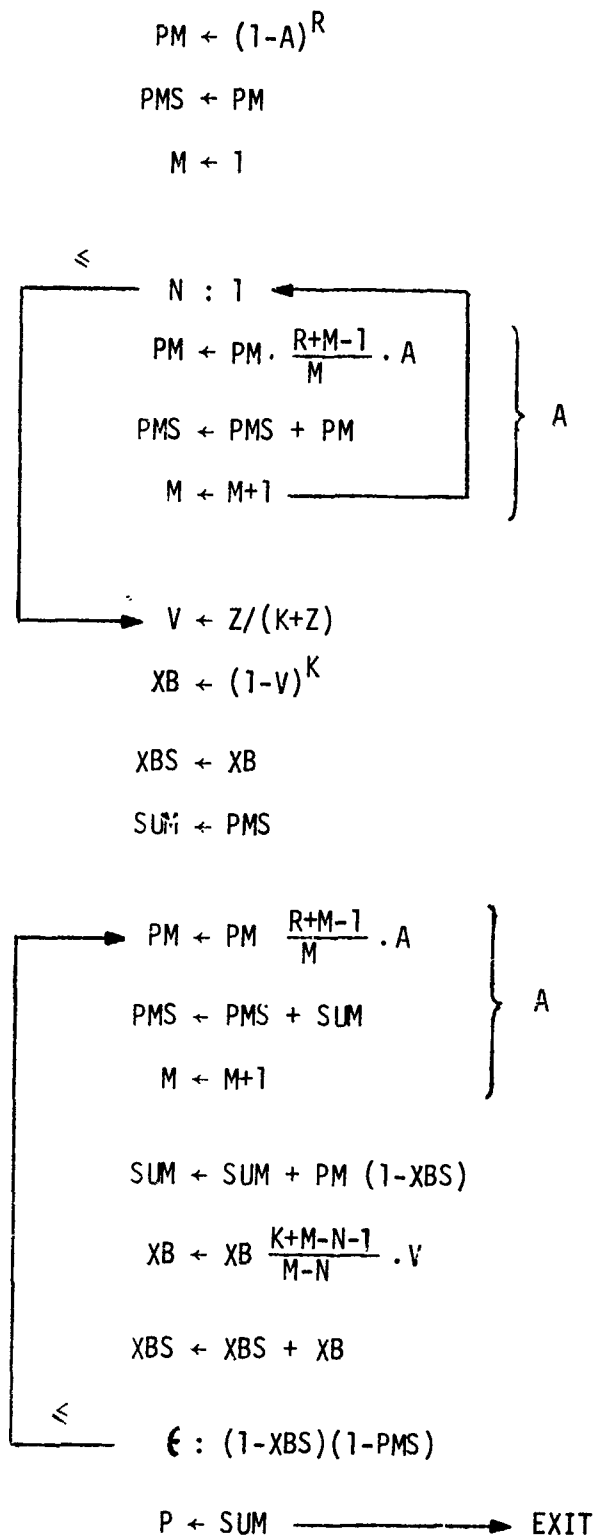 PM ← (1-A)^R
PMS ← PM
M ← 1
≤
N : 1
PM ← PM . (R+M-1)/M . A
A
PMS ← PMS + PM
M ← M+1
V ← Z/(K+Z)
XB ← (1-V)^K
XBS ← XB
SUM ← PMS
PM ← PM (R+M-1)/M . A
A
PMS ← PMS + SUM
M ← M+1
SUM ← SUM + PM (1-XBS)
XB ← XB (K+M-N-1)/(M-N) . V
XBS ← XBS + XB
≤
ϵ : (1-XBS)(1-PMS)
P ← SUM → EXIT